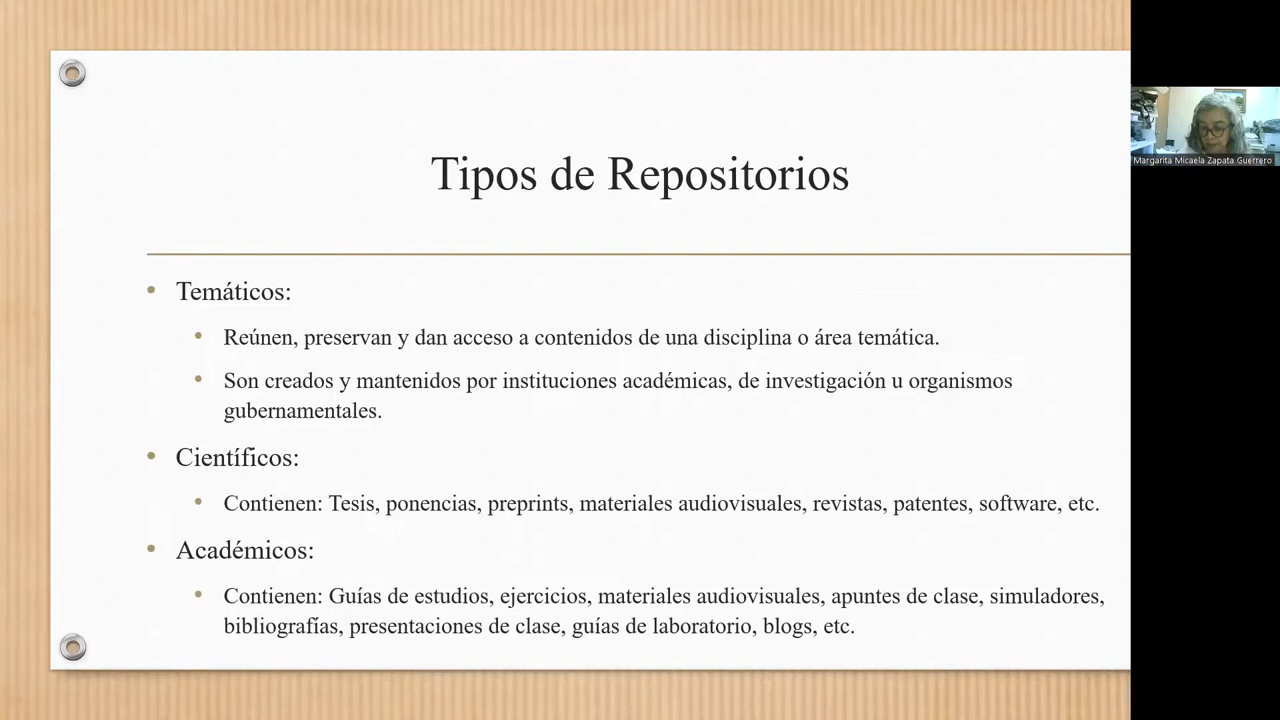 Tipos de Repositorios
• Temáticos:
• Reúnen, preservan y dan acceso a contenidos de una disciplina o área temática.
• Son creados y mantenidos por instituciones académicas, de investigación u organismos
gubernamentales.
• Científicos:
• Contienen: Tesis, ponencias, preprints, materiales audiovisuales, revistas, patentes, software, etc.
• Académicos:
• Contienen: Guías de estudios, ejercicios, materiales audiovisuales, apuntes de clase, simuladores,
bibliografías, presentaciones de clase, guías de laboratorio, blogs, etc.
Margarita Micaela Zapata Guerrero